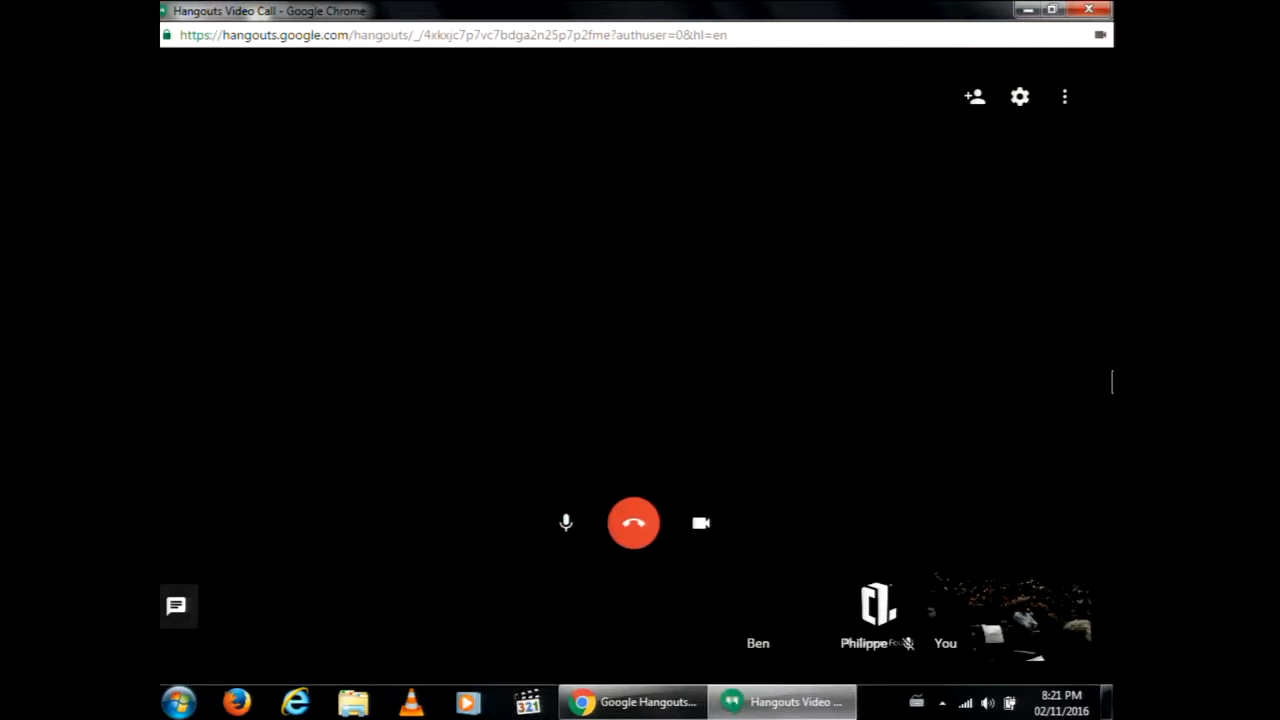 Hangouts Video Call - Google Chrome
https://hangouts.google.com/hangouts/_/4xkxjc7p7vc7bdga2n25p7p2fme?authuser=0&hl=en
Ben
Philippe
You
321
Google Hangouts...
Hangouts Video ...
8:21 PM
02/11/2016